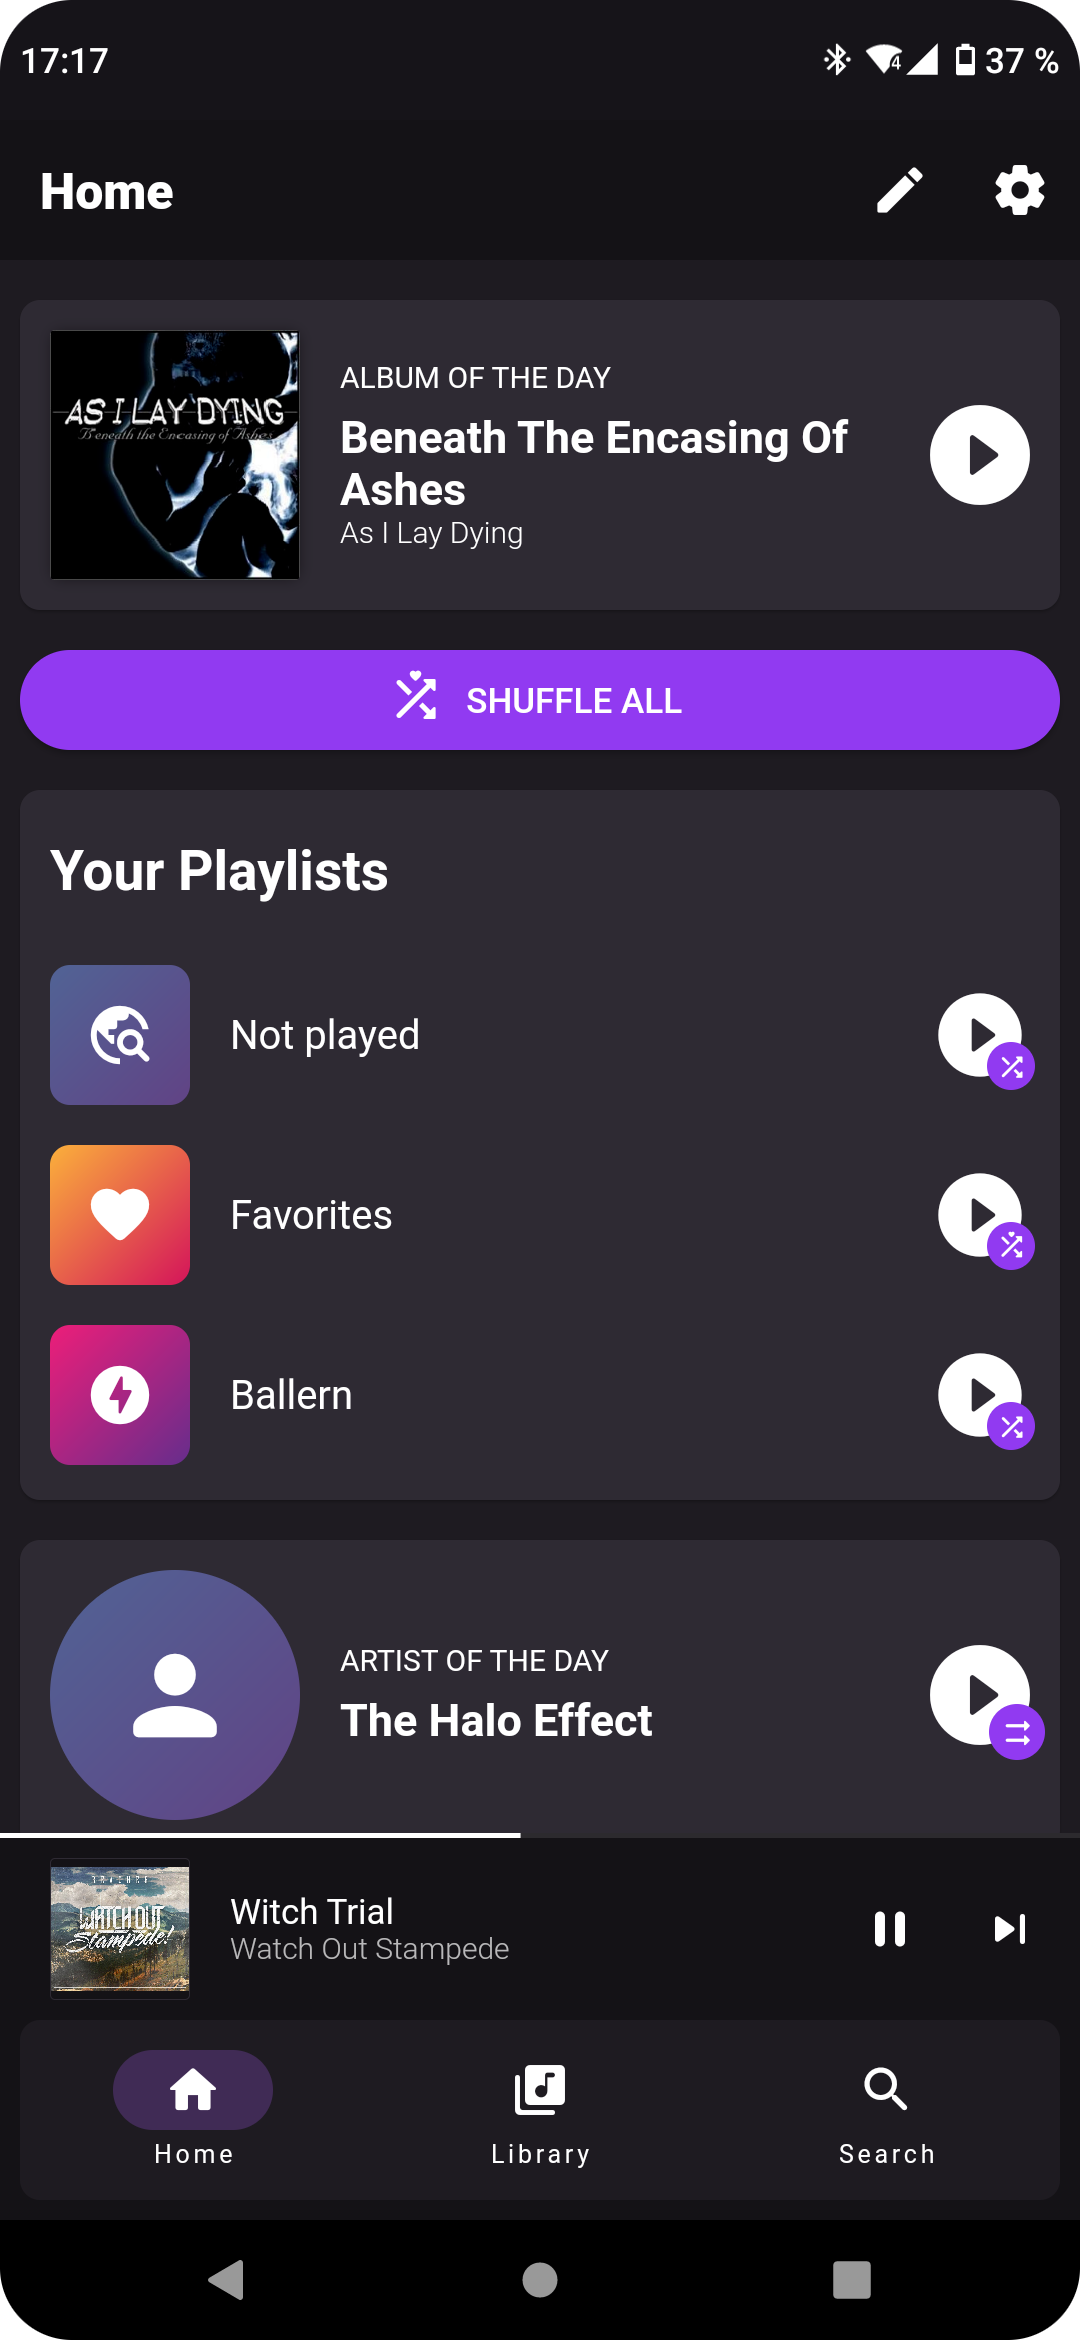 17:17
4
37 %
Home
AS I LAY DYING
Beneath the Encasing of Ashes
ALBUM OF THE DAY
Beneath The Encasing Of
Ashes
As I Lay Dying
SHUFFLE ALL
Your Playlists
Not played
Favorites
Ballern
ARTIST OF THE DAY
The Halo Effect
WATCH OUT
Stampede!
Witch Trial
Watch Out Stampede
Home
Library
Search